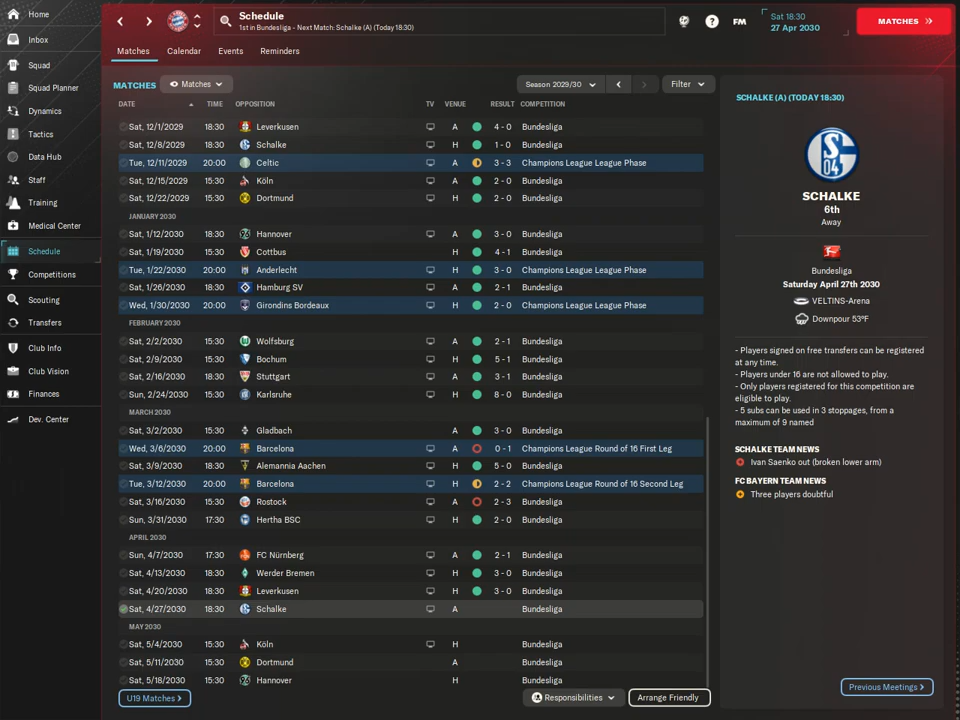 Home
Inbox
Squad
Squad Planner
Dynamics
Tactics
Data Hub
Staff
Training
Medical Center
Schedule
Competitions
Scouting
Transfers
Club Info
Club Vision
Finances
Dev. Center
Schedule
1st in Bundesliga - Next Match: Schalke (A) (Today 18:30)
? FM
Sat 18:30
27 Apr 2030
MATCHES
Matches Calendar Events Reminders
MATCHES Matches Season 2029/30 Filter
DATE TIME OPPOSITION TV VENUE RESULT COMPETITION
Sat, 12/1/2029 18:30 Leverkusen A 4 - 0 Bundesliga
Sat, 12/8/2029 18:30 Schalke H 1 - 0 Bundesliga
Tue, 12/11/2029 20:00 Celtic A 3 - 3 Champions League League Phase
Sat, 12/15/2029 15:30 Köln A 2 - 0 Bundesliga
Sat, 12/22/2029 15:30 Dortmund H 2 - 0 Bundesliga
JANUARY 2030
Sat, 1/12/2030 18:30 Hannover A 3 - 0 Bundesliga
Sat, 1/19/2030 15:30 Cottbus H 4 - 1 Bundesliga
Tue, 1/22/2030 20:00 Anderlecht H 3 - 0 Champions League League Phase
Sat, 1/26/2030 18:30 Hamburg SV A 2 - 1 Bundesliga
Wed, 1/30/2030 20:00 Girondins Bordeaux H 2 - 0 Champions League League Phase
FEBRUARY 2030
Sat, 2/2/2030 15:30 Wolfsburg A 2 - 1 Bundesliga
Sat, 2/9/2030 15:30 Bochum H 5 - 1 Bundesliga
Sat, 2/16/2030 18:30 Stuttgart A 3 - 1 Bundesliga
Sun, 2/24/2030 15:30 Karlsruhe H 8 - 0 Bundesliga
MARCH 2030
Sat, 3/2/2030 15:30 Gladbach A 3 - 0 Bundesliga
Wed, 3/6/2030 20:00 Barcelona A 0 - 1 Champions League Round of 16 First Leg
Sat, 3/9/2030 18:30 Alemannia Aachen H 5 - 0 Bundesliga
Tue, 3/12/2030 20:00 Barcelona H 2 - 2 Champions League Round of 16 Second Leg
Sat, 3/16/2030 15:30 Rostock A 2 - 3 Bundesliga
Sun, 3/31/2030 17:30 Hertha BSC H 2 - 0 Bundesliga
APRIL 2030
Sun, 4/7/2030 17:30 FC Nürnberg A 2 - 1 Bundesliga
Sat, 4/13/2030 18:30 Werder Bremen H 3 - 0 Bundesliga
Sat, 4/20/2030 18:30 Leverkusen H 3 - 0 Bundesliga
Sat, 4/27/2030 18:30 Schalke A Bundesliga
MAY 2030
Sat, 5/4/2030 15:30 Köln H Bundesliga
Sat, 5/11/2030 15:30 Dortmund A Bundesliga
Sat, 5/18/2030 15:30 Hannover H Bundesliga
U19 Matches > Responsibilities Arrange Friendly
SCHALKE (A) (TODAY 18:30)
S 04
SCHALKE
6th
Away
Bundesliga
Saturday April 27th 2030
VELTINS-Arena
Downpour 53°F
- Players signed on free transfers can be registered
at any time.
- Players under 16 are not allowed to play.
- Only players registered for this competition are
eligible to play.
- 5 subs can be used in 3 stoppages, from a
maximum of 9 named
SCHALKE TEAM NEWS
Ivan Saenko out (broken lower arm)
FC BAYERN TEAM NEWS
Three players doubtful
Previous Meetings >